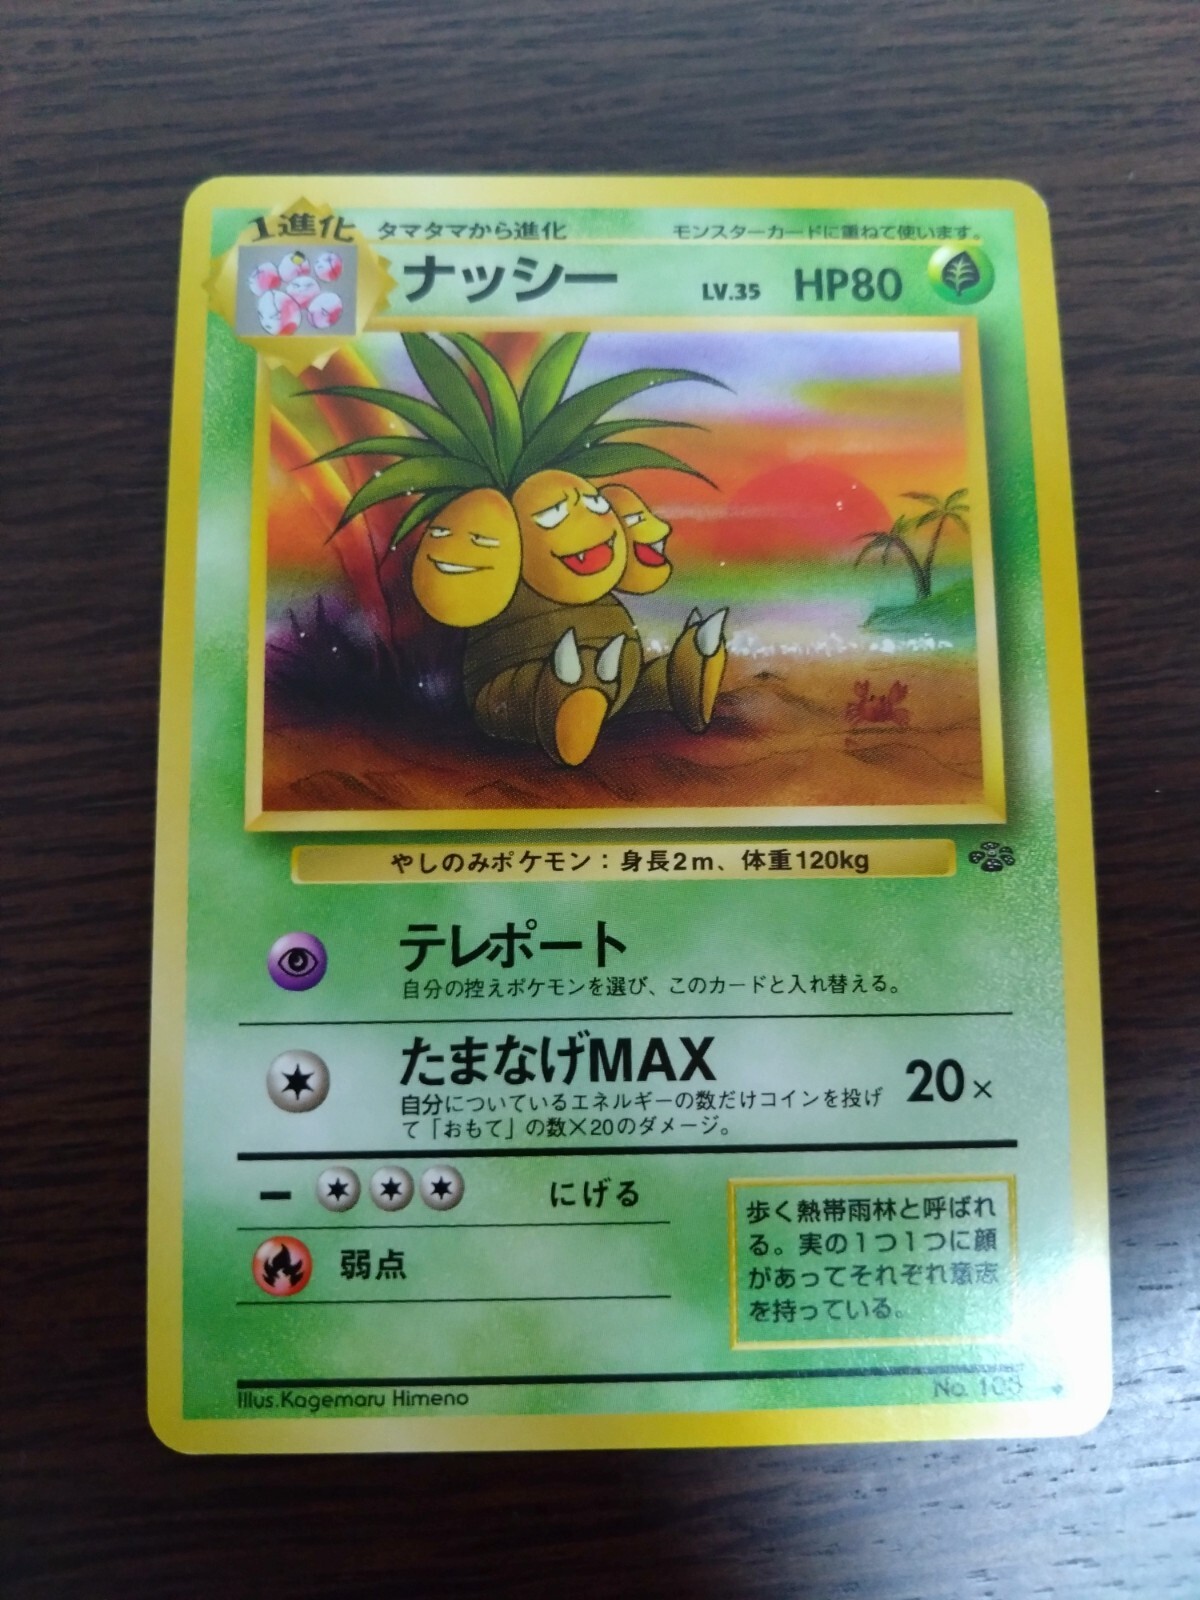 1進化 タマタマから進化 モンスターカードに重ねて使います。
ナッシー LV.35 HP80
やしのみポケモン：身長2m、体重120kg
テレポート
自分の控えポケモンを選び、このカードと入れ替える。
たまなげMAX 20×
自分についているエネルギーの数だけコインを投げ
て「おもて」の数×20のダメージ。
− にげる
弱点
歩く熱帯雨林と呼ばれ
る。実の1つ1つに顔
があってそれぞれ意志
を持っている。
Illus.Kagemaru Himeno No. 103